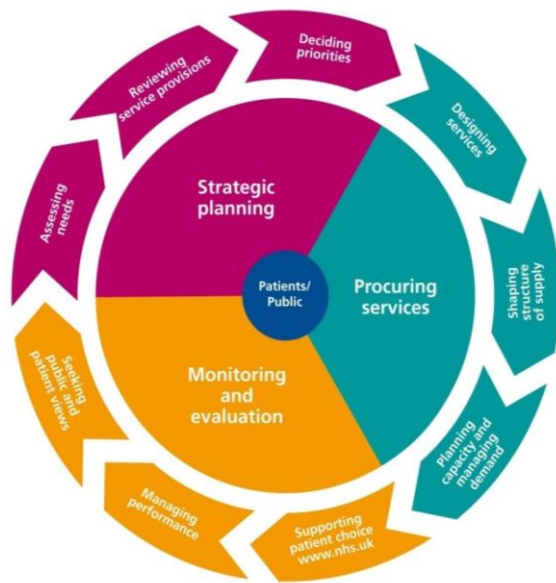 Strategic
planning
Procuring
services
Monitoring
and
evaluation
Patients/
Public
Assessing
needs
Reviewing
service provisions
Deciding
priorities
Designing
services
Shaping
structure
of supply
Planning
capacity and
managing
demand
Supporting
patient choice
www.nhs.uk
Managing
performance
Seeking
public and
patient views